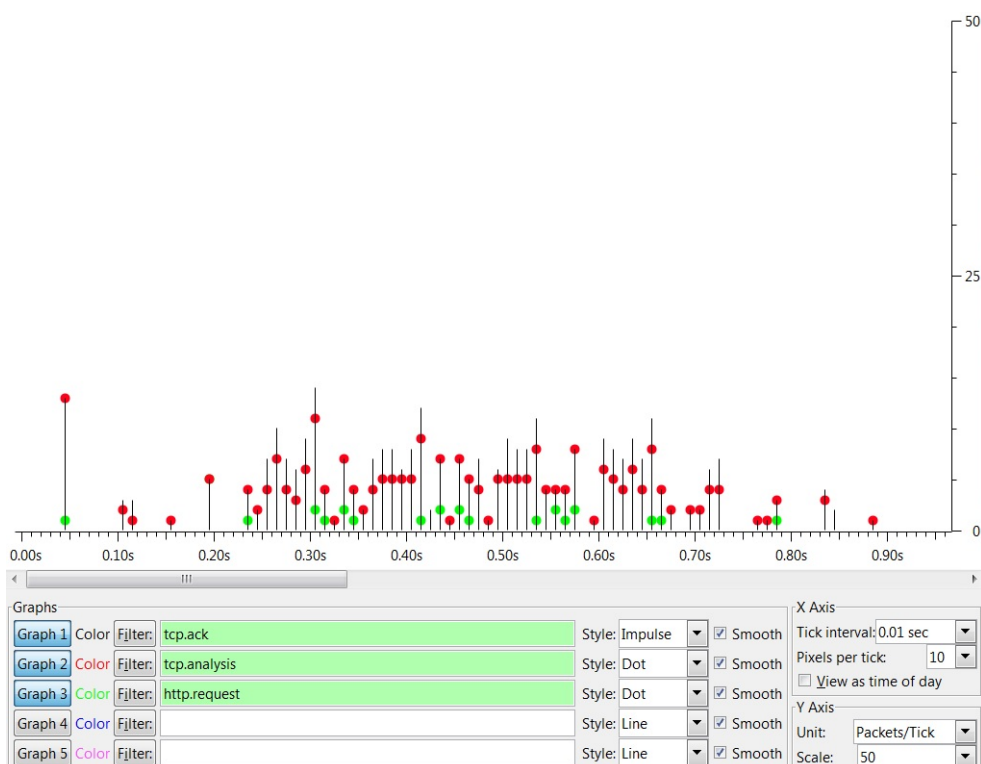 50
25
0
0.00s 0.10s 0.20s 0.30s 0.40s 0.50s 0.60s 0.70s 0.80s 0.90s
Graphs
Graph 1 Color Filter: tcp.ack Style: Impulse Smooth
Graph 2 Color Filter: tcp.analysis Style: Dot Smooth
Graph 3 Color Filter: http.request Style: Dot Smooth
Graph 4 Color Filter: Style: Line Smooth
Graph 5 Color Filter: Style: Line Smooth
X Axis
Tick interval: 0.01 sec
Pixels per tick: 10
View as time of day
Y Axis
Unit: Packets/Tick
Scale: 50